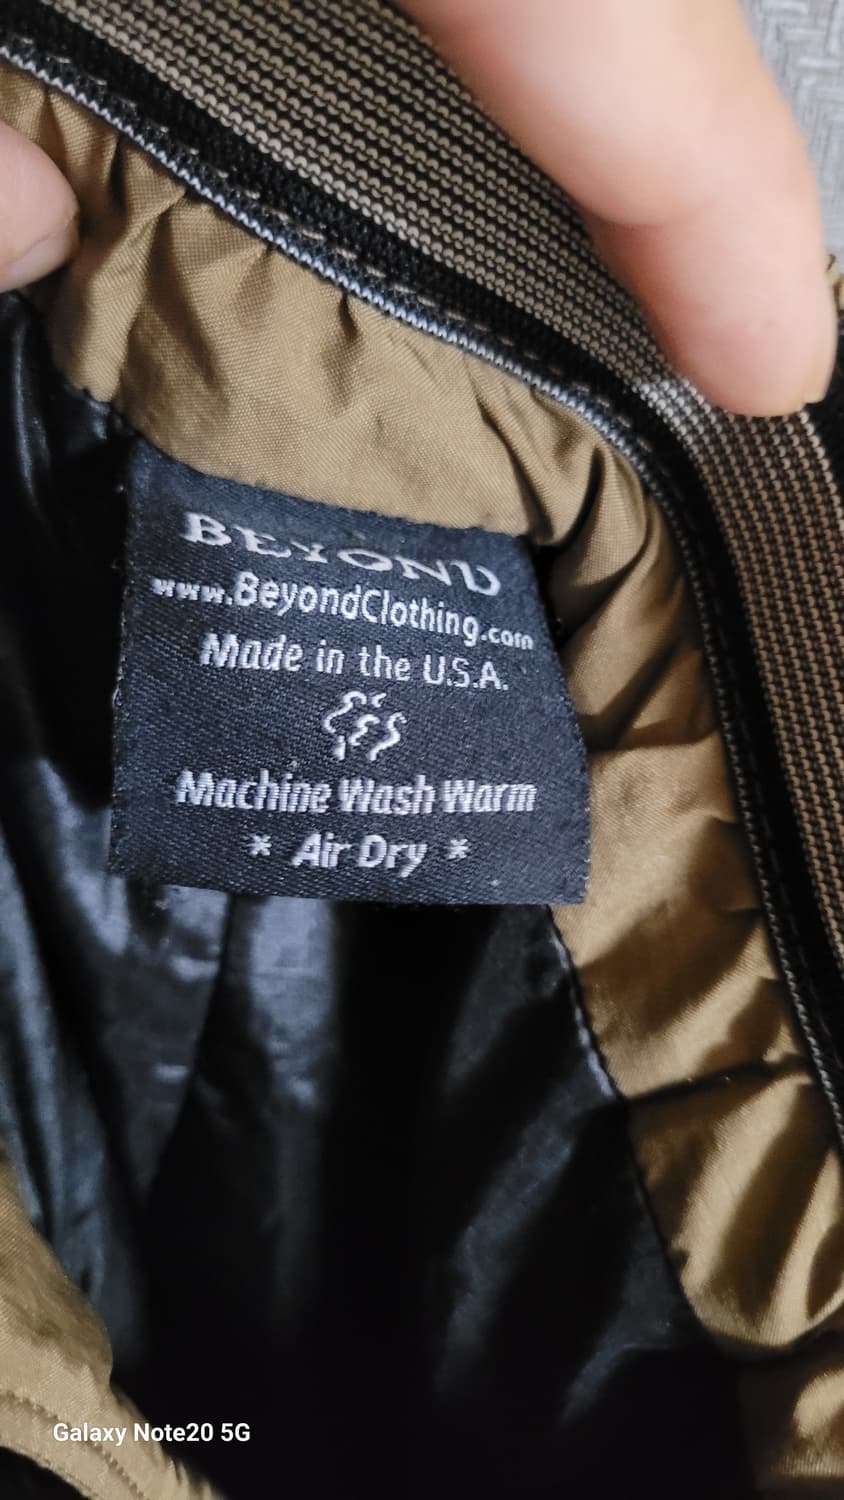 BEYOND
www.BeyondClothing.com
Made in the U.S.A.
Machine Wash Warm
* Air Dry *
Galaxy Note20 5G